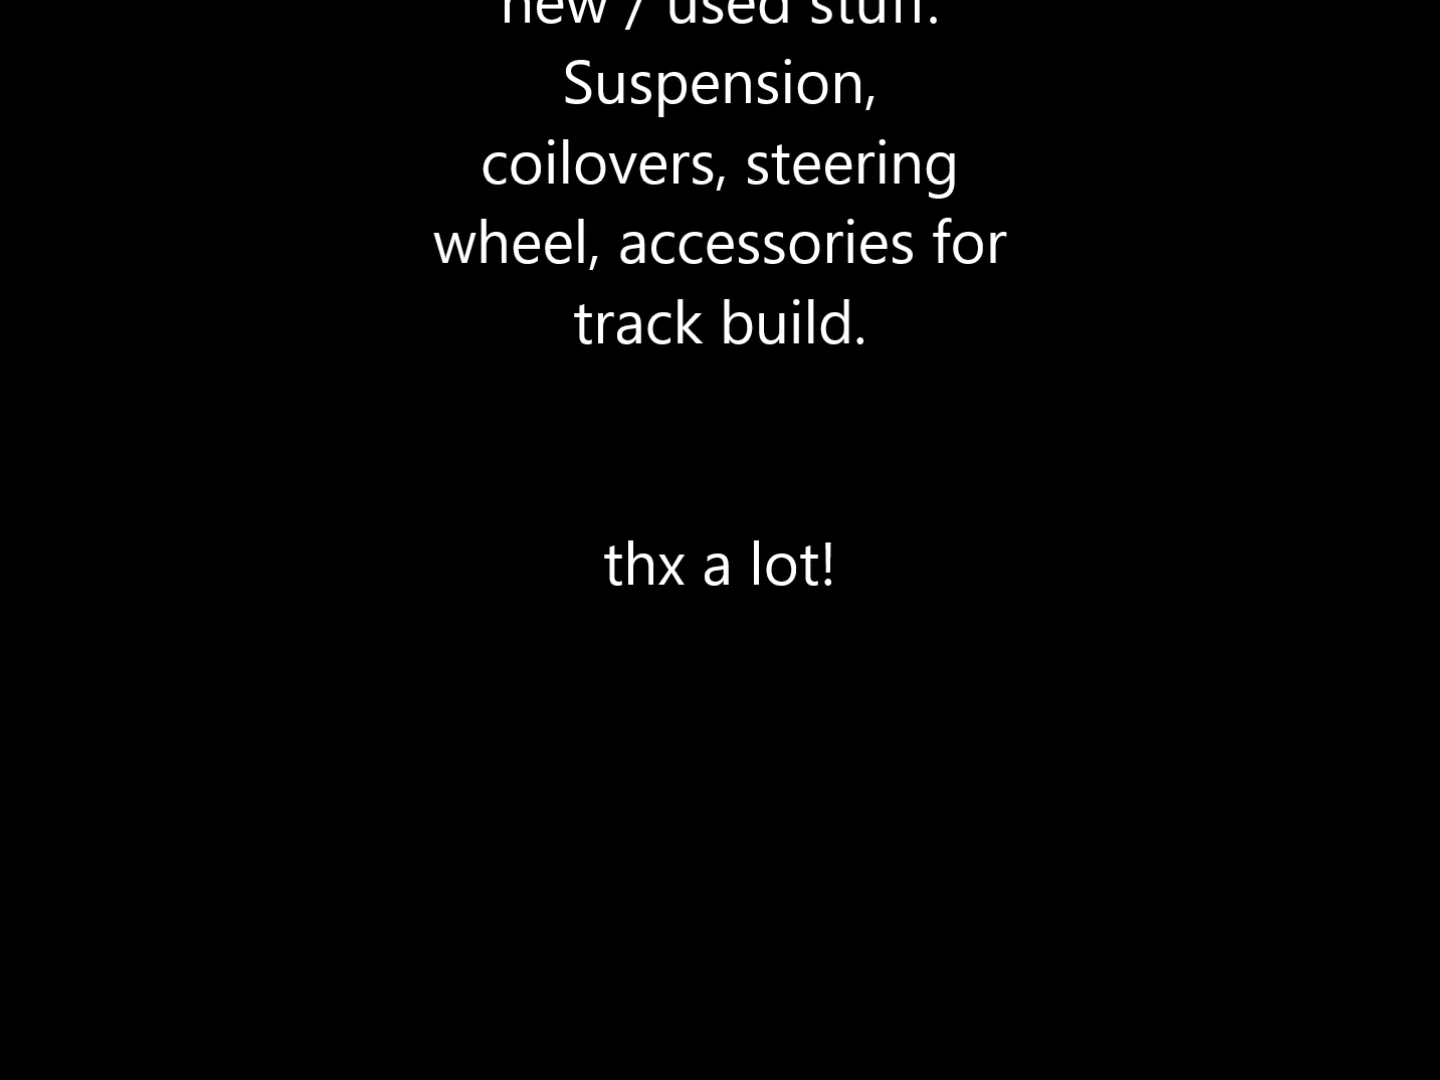 new / used stuff.
Suspension,
coilovers, steering
wheel, accessories for
track build.
thx a lot!